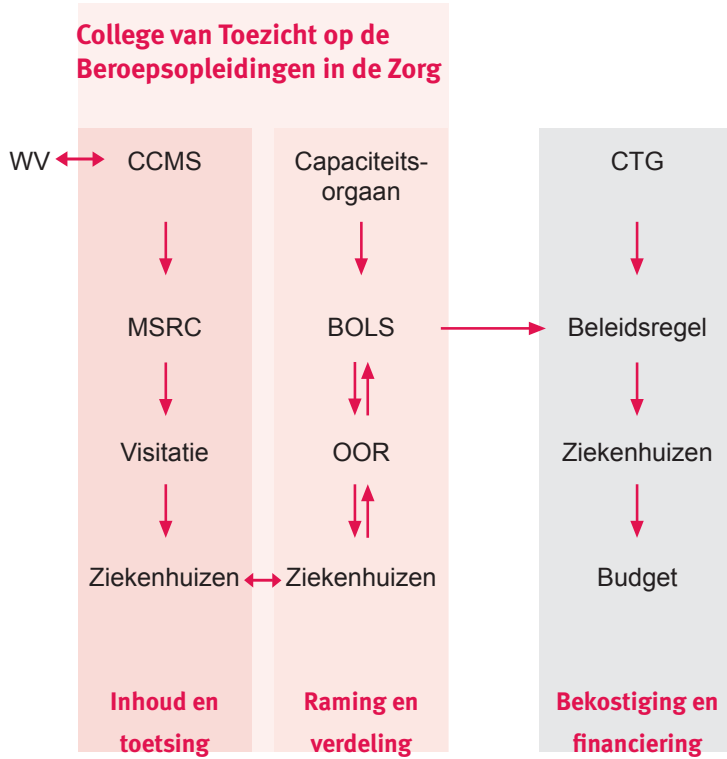 College van Toezicht op de
Beroepsopleidingen in de Zorg
WV
CCMS
Capaciteits-
orgaan
CTG
MSRC
BOLS
Beleidsregel
Visitatie
OOR
Ziekenhuizen
Ziekenhuizen
Ziekenhuizen
Budget
Inhoud en
toetsing
Raming en
verdeling
Bekostiging en
financiering